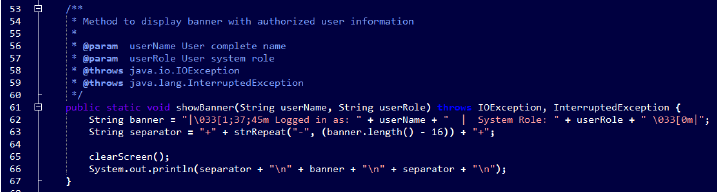 53 /**
54 * Method to display banner with authorized user information
55 *
56 * @param userName User complete name
57 * @param userRole User system role
58 * @throws java.io.IOException
59 * @throws java.lang.InterruptedException
60 */
61 public static void showBanner(String userName, String userRole) throws IOException, InterruptedException {
62 String banner = "|\033[1;37;45m Logged in as: " + userName + " | System Role: " + userRole + " \033[0m|";
63 String separator = "+" + strRepeat("-", (banner.length() - 16)) + "+";
64
65 clearScreen();
66 System.out.println(separator + "\n" + banner + "\n" + separator + "\n");
67 }